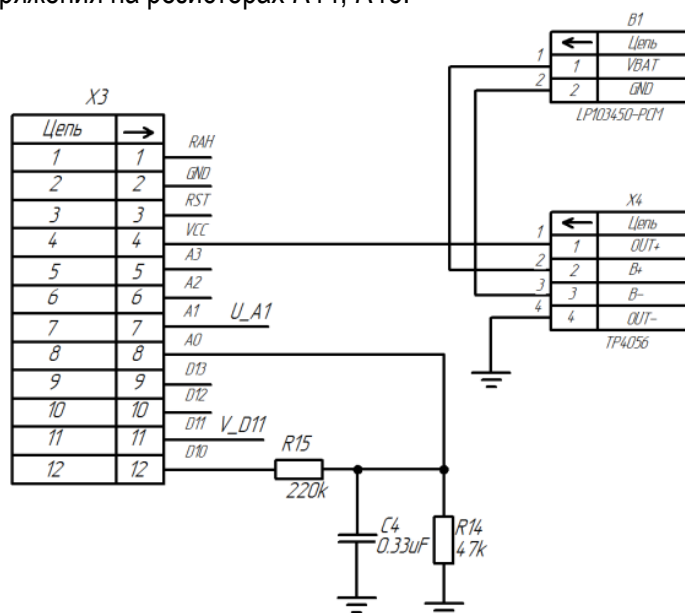 на резисторах
B1
Цепь
1 1 VBAT
2 2 GND
LP103450-PCM
X3
Цепь
1 1 RAH
2 2 GND
3 3 RST
4 4 VCC
5 5 A3
6 6 A2
7 7 A1 U_A1
8 8 A0
9 9 D13
10 10 D12
11 11 D11 V_D11
12 12 D10
X4
Цепь
1 1 OUT+
2 2 B+
3 3 B-
4 4 OUT-
TP4056
R15
220k
C4
0.33uF
R14
47k